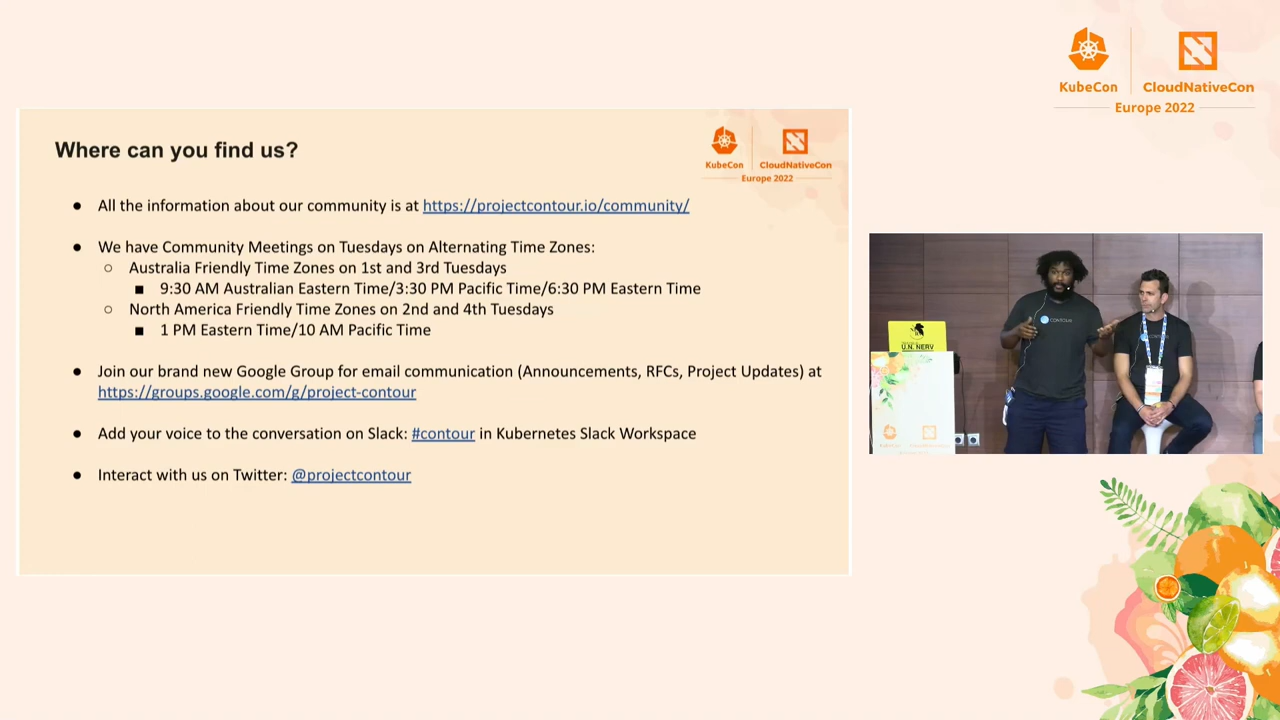 KubeCon
CloudNativeCon
Europe 2022
Where can you find us?
KubeCon
CloudNativeCon
Europe 2022
● All the information about our community is at https://projectcontour.io/community/
● We have Community Meetings on Tuesdays on Alternating Time Zones:
○ Australia Friendly Time Zones on 1st and 3rd Tuesdays
■ 9:30 AM Australian Eastern Time/3:30 PM Pacific Time/6:30 PM Eastern Time
○ North America Friendly Time Zones on 2nd and 4th Tuesdays
■ 1 PM Eastern Time/10 AM Pacific Time
● Join our brand new Google Group for email communication (Announcements, RFCs, Project Updates) at
https://groups.google.com/g/project-contour
● Add your voice to the conversation on Slack: #contour in Kubernetes Slack Workspace
● Interact with us on Twitter: @projectcontour
U.N. NERV
CONTOUR